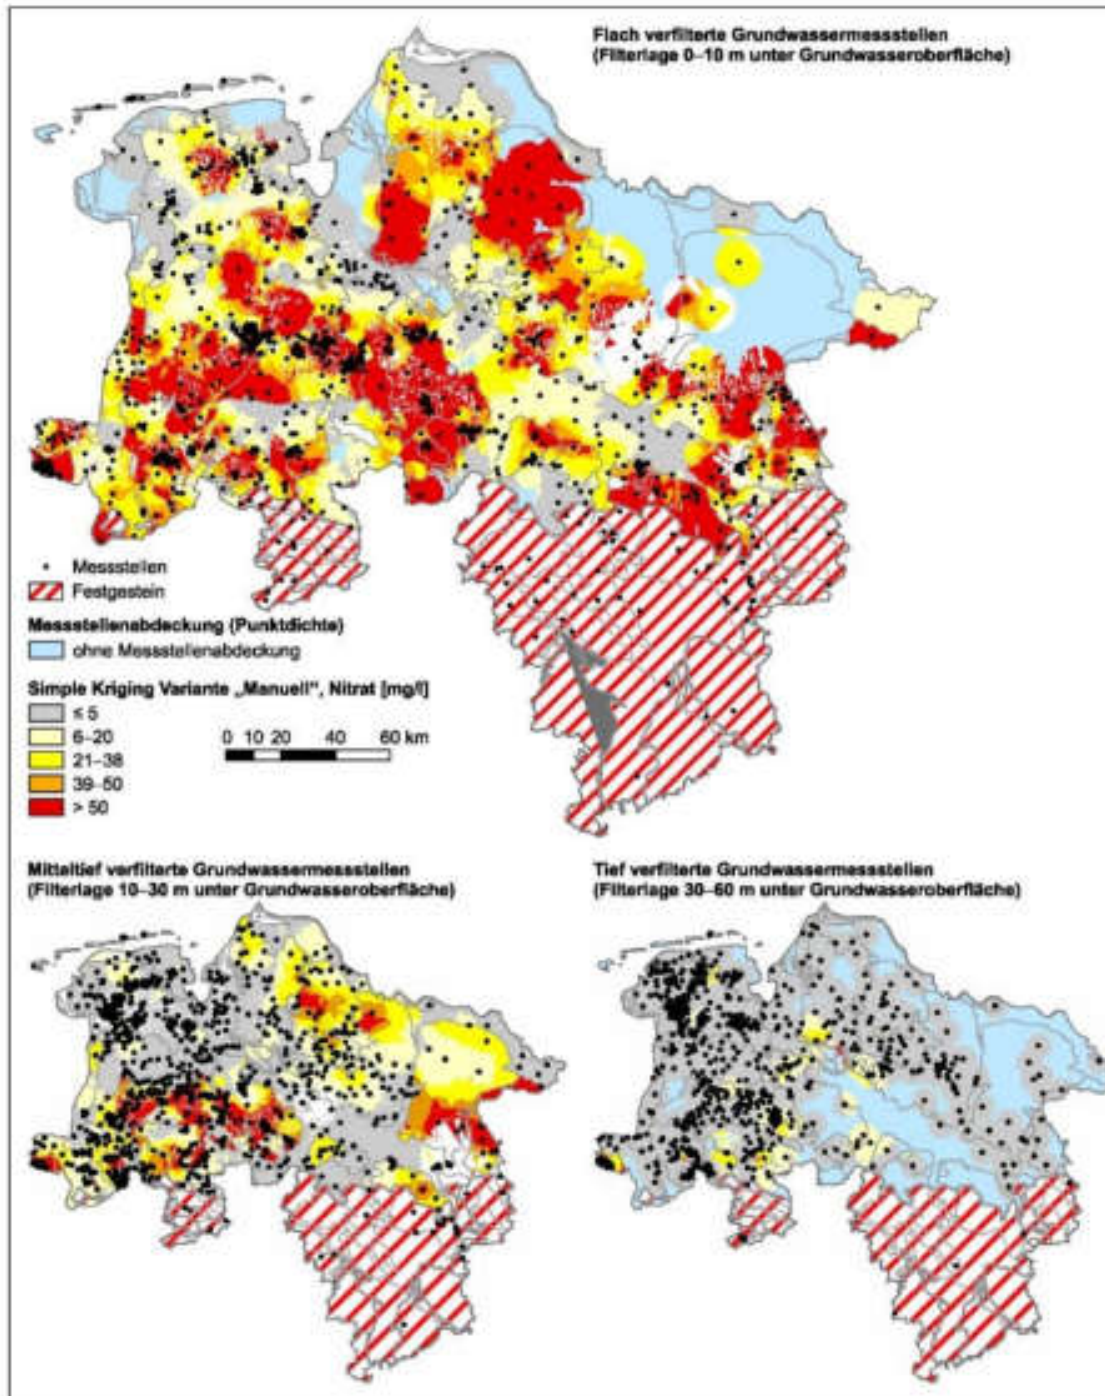 Flach verfilterte Grundwassermessstellen
(Filterlage 0–10 m unter Grundwasseroberfläche)
Messstellen
Festgestein
Messstellenabdeckung (Punktdichte)
ohne Messstellenabdeckung
Simple Kriging Variante „Manuell“, Nitrat [mg/l]
≤ 5
6–20
21–38
39–50
> 50
0 10 20 40 60 km
Mitteltief verfilterte Grundwassermessstellen
(Filterlage 10–30 m unter Grundwasseroberfläche)
Tief verfilterte Grundwassermessstellen
(Filterlage 30–60 m unter Grundwasseroberfläche)